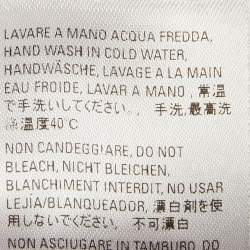 LAVARE A MANO ACQUA FREDDA,
HAND WASH IN COLD WATER,
HANDWÄSCHE, LAVAGE A LA MAIN
EAU FROIDE, LAVAR A MANO , 常温
で手洗いしてください。, 手洗,最高洗
涤温度40℃
NON CANDEGGIARE, DO NOT
BLEACH, NICHT BLEICHEN,
BLANCHIMENT INTERDIT, NO USAR
LEJÍA/BLANQUEADOR, 漂白剤を使
用しないでください, 不可漂白
NON ASCIUGARE IN TAMBURO DO